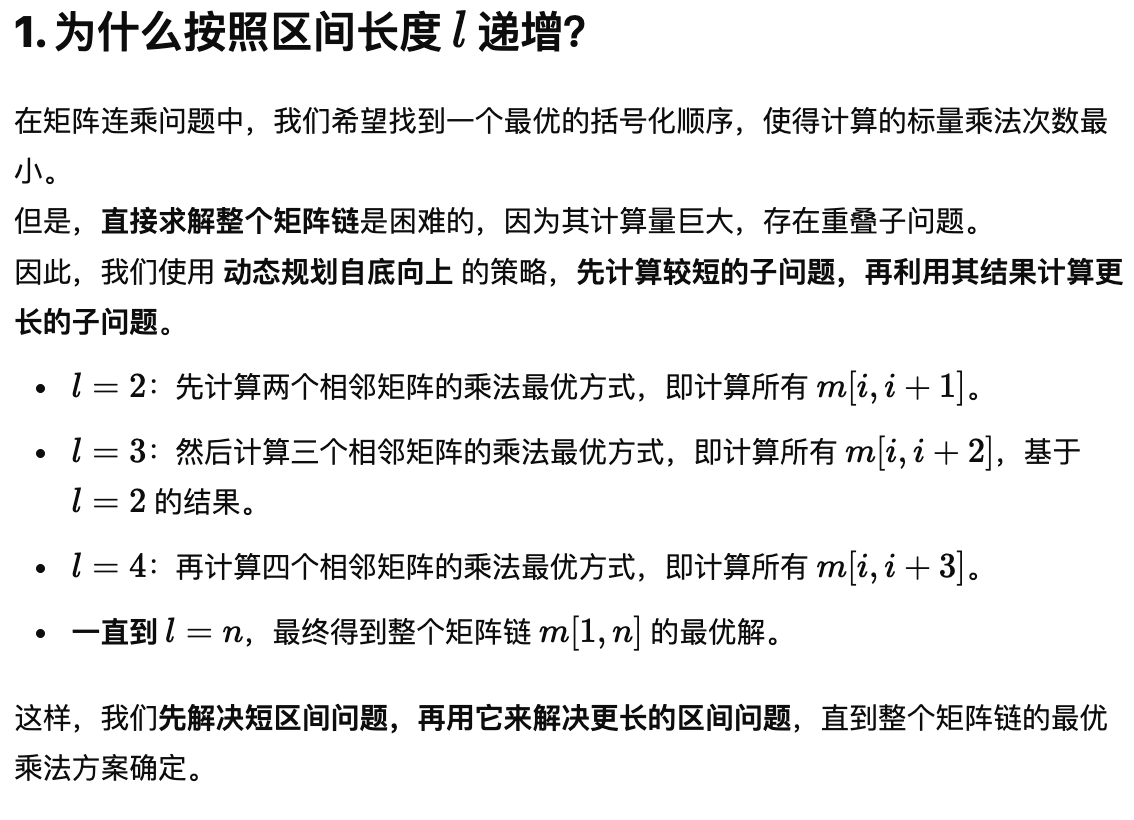 1. 为什么按照区间长度 l 递增？
在矩阵连乘问题中，我们希望找到一个最优的括号化顺序，使得计算的标量乘法次数最
小。
但是，直接求解整个矩阵链是困难的，因为其计算量巨大，存在重叠子问题。
因此，我们使用 动态规划自底向上 的策略，先计算较短的子问题，再利用其结果计算更
长的子问题。
• l = 2：先计算两个相邻矩阵的乘法最优方式，即计算所有 m[i, i + 1]。
• l = 3：然后计算三个相邻矩阵的乘法最优方式，即计算所有 m[i, i + 2]，基于
l = 2 的结果。
• l = 4：再计算四个相邻矩阵的乘法最优方式，即计算所有 m[i, i + 3]。
• 一直到 l = n，最终得到整个矩阵链 m[1, n] 的最优解。
这样，我们先解决短区间问题，再用它来解决更长的区间问题，直到整个矩阵链的最优
乘法方案确定。